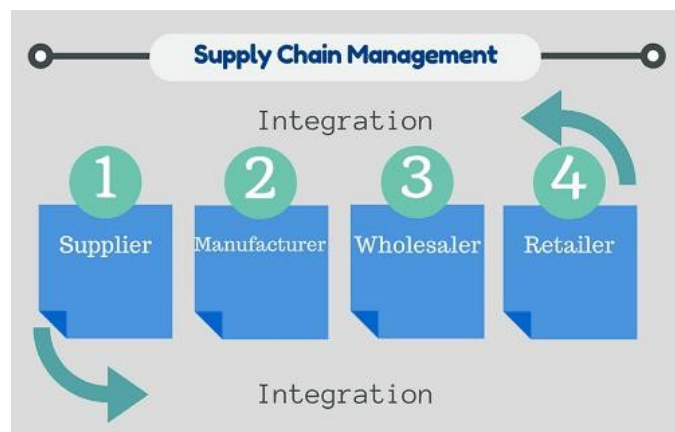 Supply Chain Management
Integration
1
2
3
4
Supplier
Manufacturer
Wholesaler
Retailer
Integration